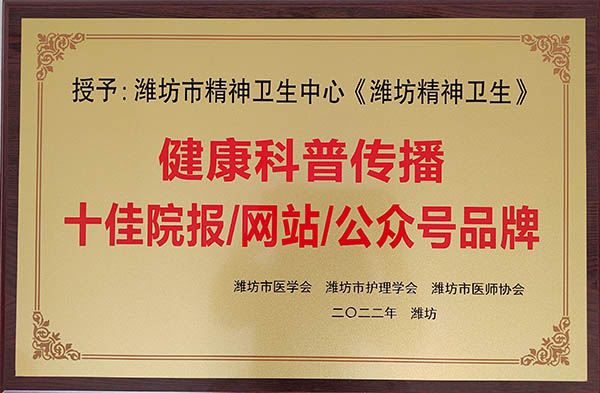 授予：潍坊市精神卫生中心《潍坊精神卫生》
健康科普传播
十佳院报/网站/公众号品牌
潍坊市医学会 潍坊市护理学会 潍坊市医师协会
二〇二二年 潍坊